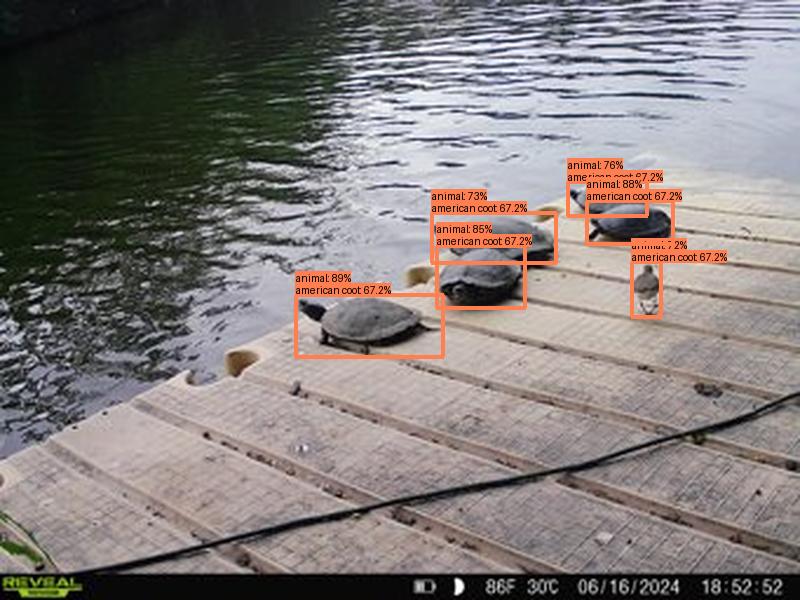 animal: 76%
american coot 67.2%
animal: 88%
american coot 67.2%
animal: 73%
american coot 67.2%
animal: 85%
american coot 67.2%
animal: 72%
american coot 67.2%
animal: 89%
american coot 67.2%
REVEAL
86F 30C 06/16/2024 18:52:52